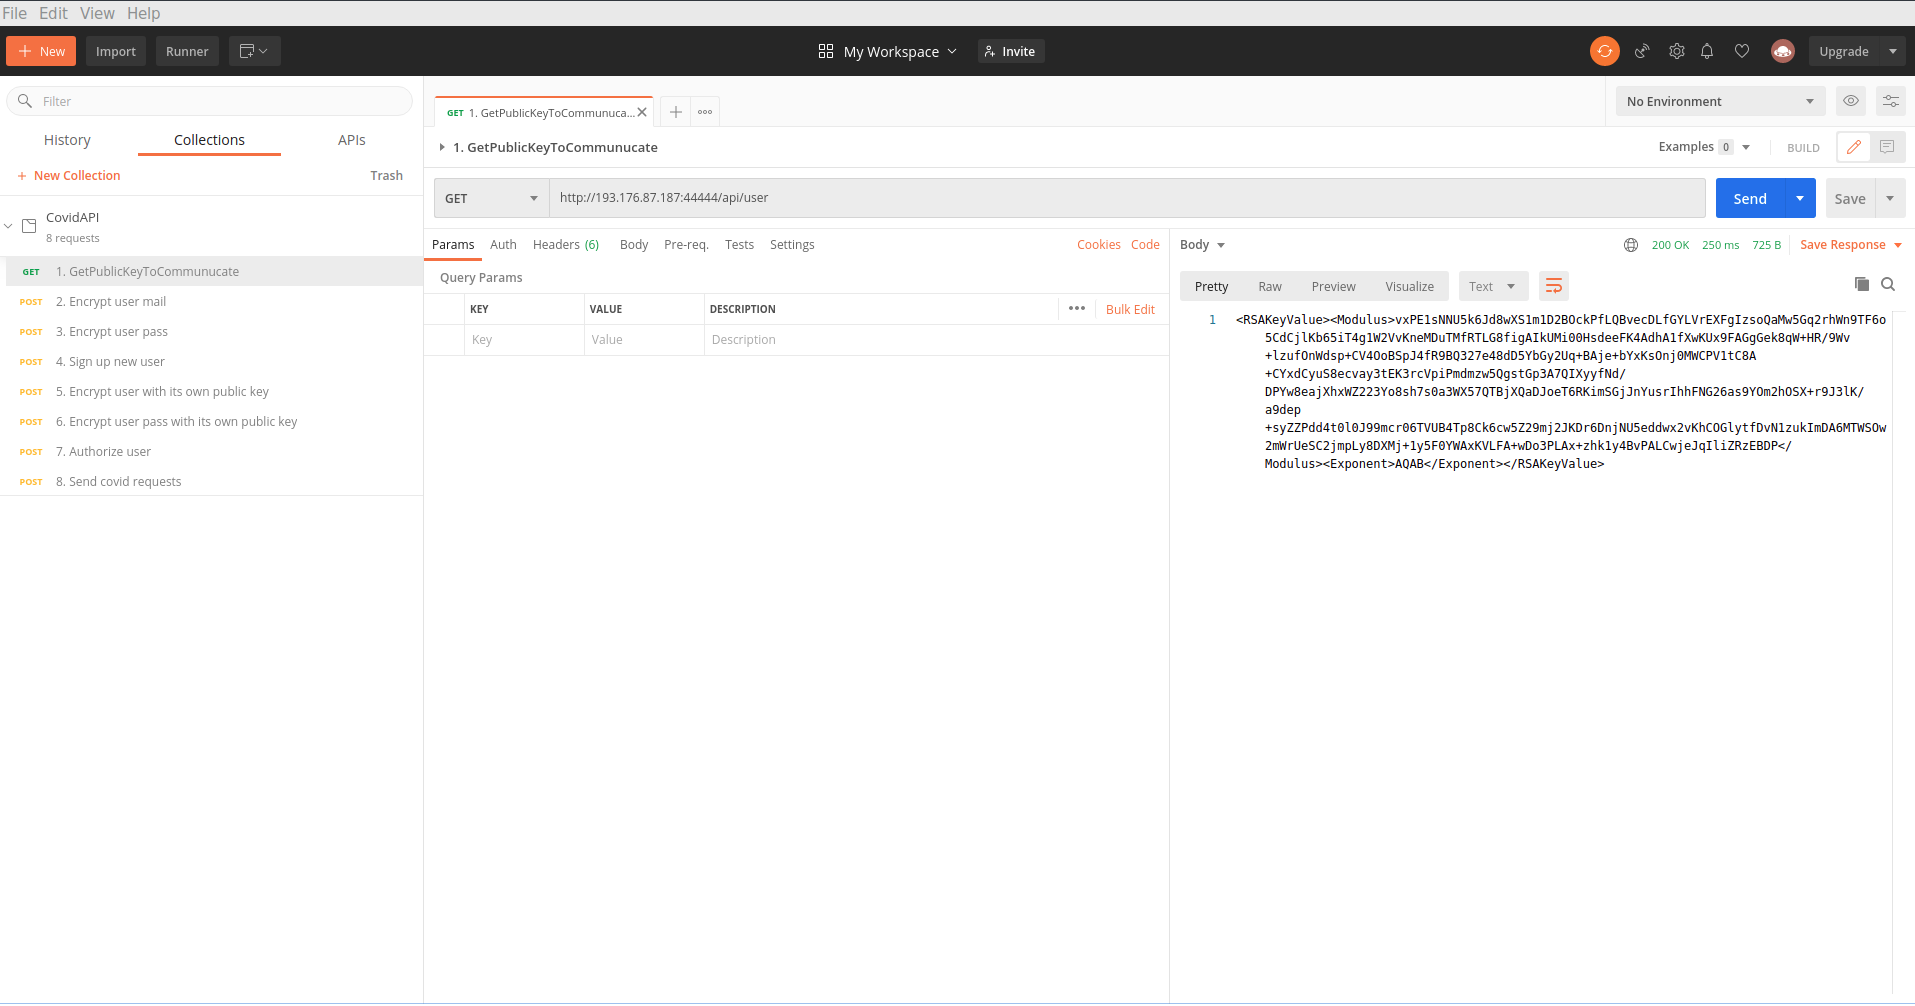 File Edit View Help
New Import Runner My Workspace Invite Upgrade
Filter
History Collections APIs
New Collection Trash
CovidAPI
8 requests
GET 1. GetPublicKeyToCommunucate
POST 2. Encrypt user mail
POST 3. Encrypt user pass
POST 4. Sign up new user
POST 5. Encrypt user with its own public key
POST 6. Encrypt user pass with its own public key
POST 7. Authorize user
POST 8. Send covid requests
GET 1. GetPublicKeyToCommunuca...
No Environment
1. GetPublicKeyToCommunucate
Examples 0 BUILD
GET http://193.176.87.187:44444/api/user Send Save
Params Auth Headers (6) Body Pre-req. Tests Settings Cookies Code
Query Params
KEY VALUE DESCRIPTION Bulk Edit
Key Value Description
Body 200 OK 250 ms 725 B Save Response
Pretty Raw Preview Visualize Text
1 <RSAKeyValue><Modulus>vxPE1sNNU5k6Jd8wXS1m1D2BOckPfLQBvecDLfGYLVrEXFgIzsoQaMw5Gq2rhWn9TF6o
5CdCjlKb65iT4g1W2VvKneMDuTMfRTLG8figAIkUMi00HsdeeFK4AdhA1fXwKUx9FAGgGek8qW+HR/9Wv
+lzufOnWdsp+CV4OoBSpJ4fR9BQ327e48dD5YbGy2Uq+BAje+bYxKsOnj0MWCPV1tC8A
+CYxdCyuS8ecvay3tEK3rcVpiPmdmzw5QgstGp3A7QIXyyfNd/
DPYw8eajXhxWZ223Yo8sh7s0a3WX57QTBjXQaDJoeT6RKimSGjJnYusrIhhFNG26as9YOm2hOSX+r9J3lK/
a9dep
+syZZPdd4t0l0J99mcr06TVUB4Tp8Ck6cw5Z29mj2JKDr6DnjNU5eddwx2vKhCOGlytfDvN1zukImDA6MTWSOw
2mWrUeSC2jmpLy8DXMj+1y5F0YWAxKVLFA+wDo3PLAx+zhk1y4BvPALCwjeJqIliZRzEBDP</
Modulus><Exponent>AQAB</Exponent></RSAKeyValue>